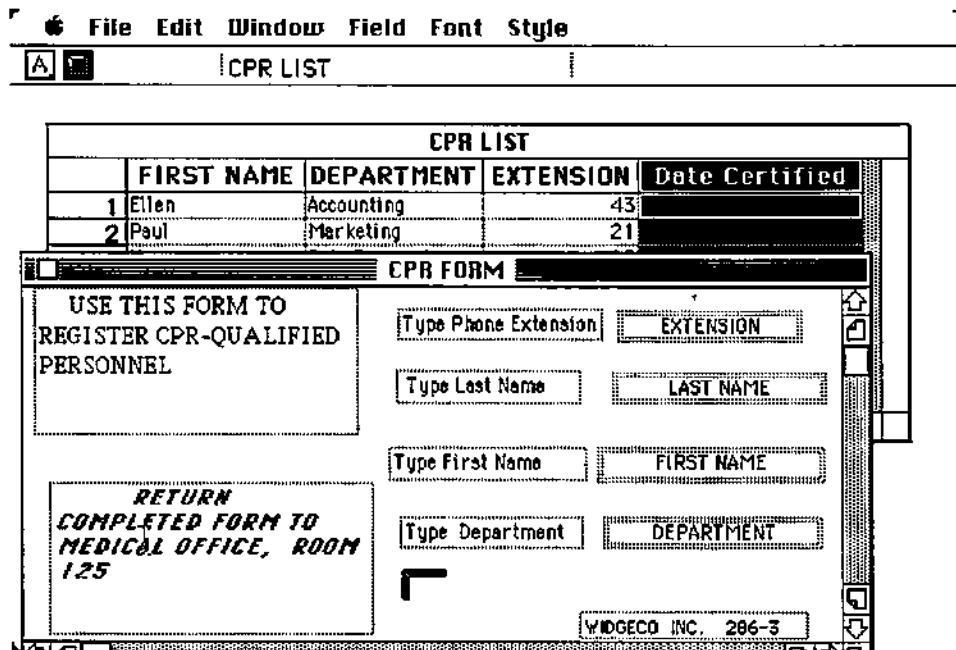 File Edit Window Field Font Style
A CPR LIST
CPR LIST
FIRST NAME DEPARTMENT EXTENSION Date Certified
1 Ellen Accounting 43
2 Paul Marketing 21
CPR FORM
USE THIS FORM TO
REGISTER CPR-QUALIFIED
PERSONNEL
Type Phone Extension EXTENSION
Type Last Name LAST NAME
Type First Name FIRST NAME
RETURN
COMPLETED FORM TO
MEDICAL OFFICE, ROOM
125
Type Department DEPARTMENT
WIDGECO INC. 286-3